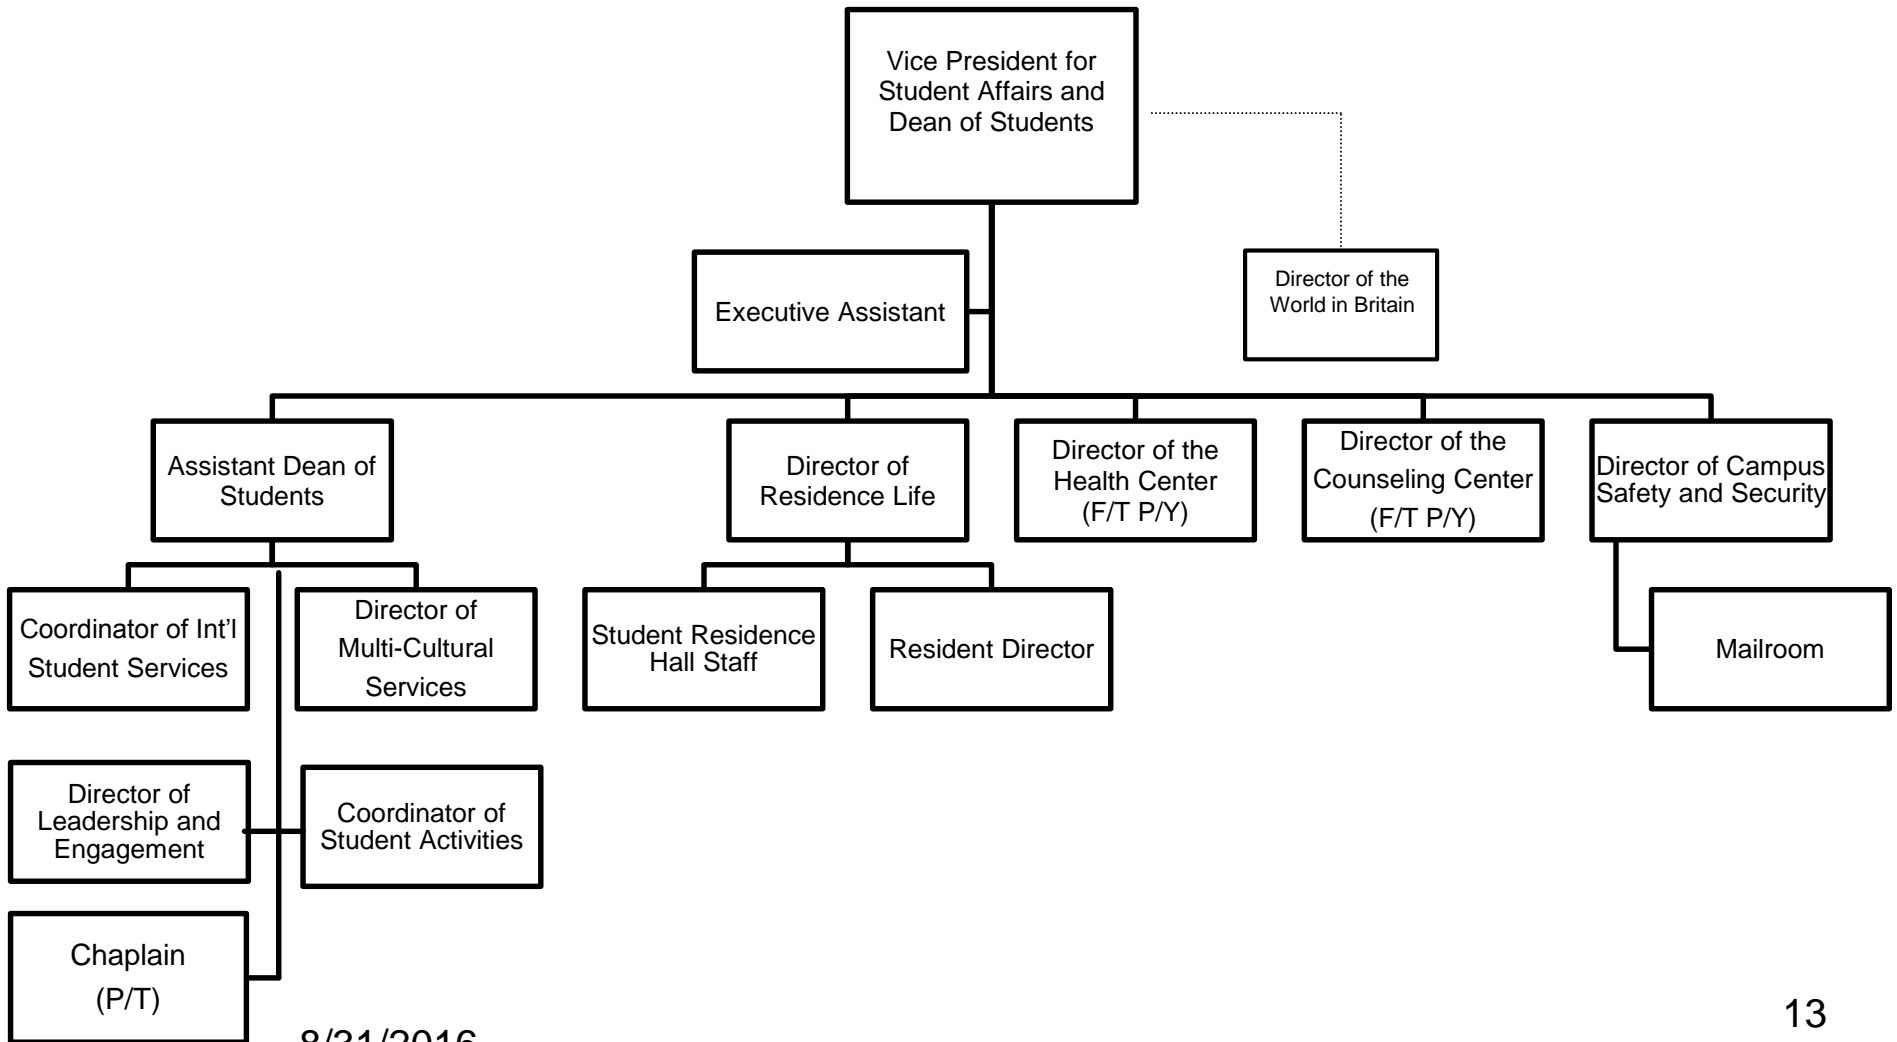 Vice President for
Student Affairs and
Dean of Students
Executive Assistant
Director of the
World in Britain
Assistant Dean of
Students
Director of
Residence Life
Director of the
Health Center
(F/T P/Y)
Director of the
Counseling Center
(F/T P/Y)
Director of Campus
Safety and Security
Coordinator of Int’l
Student Services
Director of
Multi-Cultural
Services
Student Residence
Hall Staff
Resident Director
Mailroom
Director of
Leadership and
Engagement
Coordinator of
Student Activities
Chaplain
(P/T)
8/31/2016
13